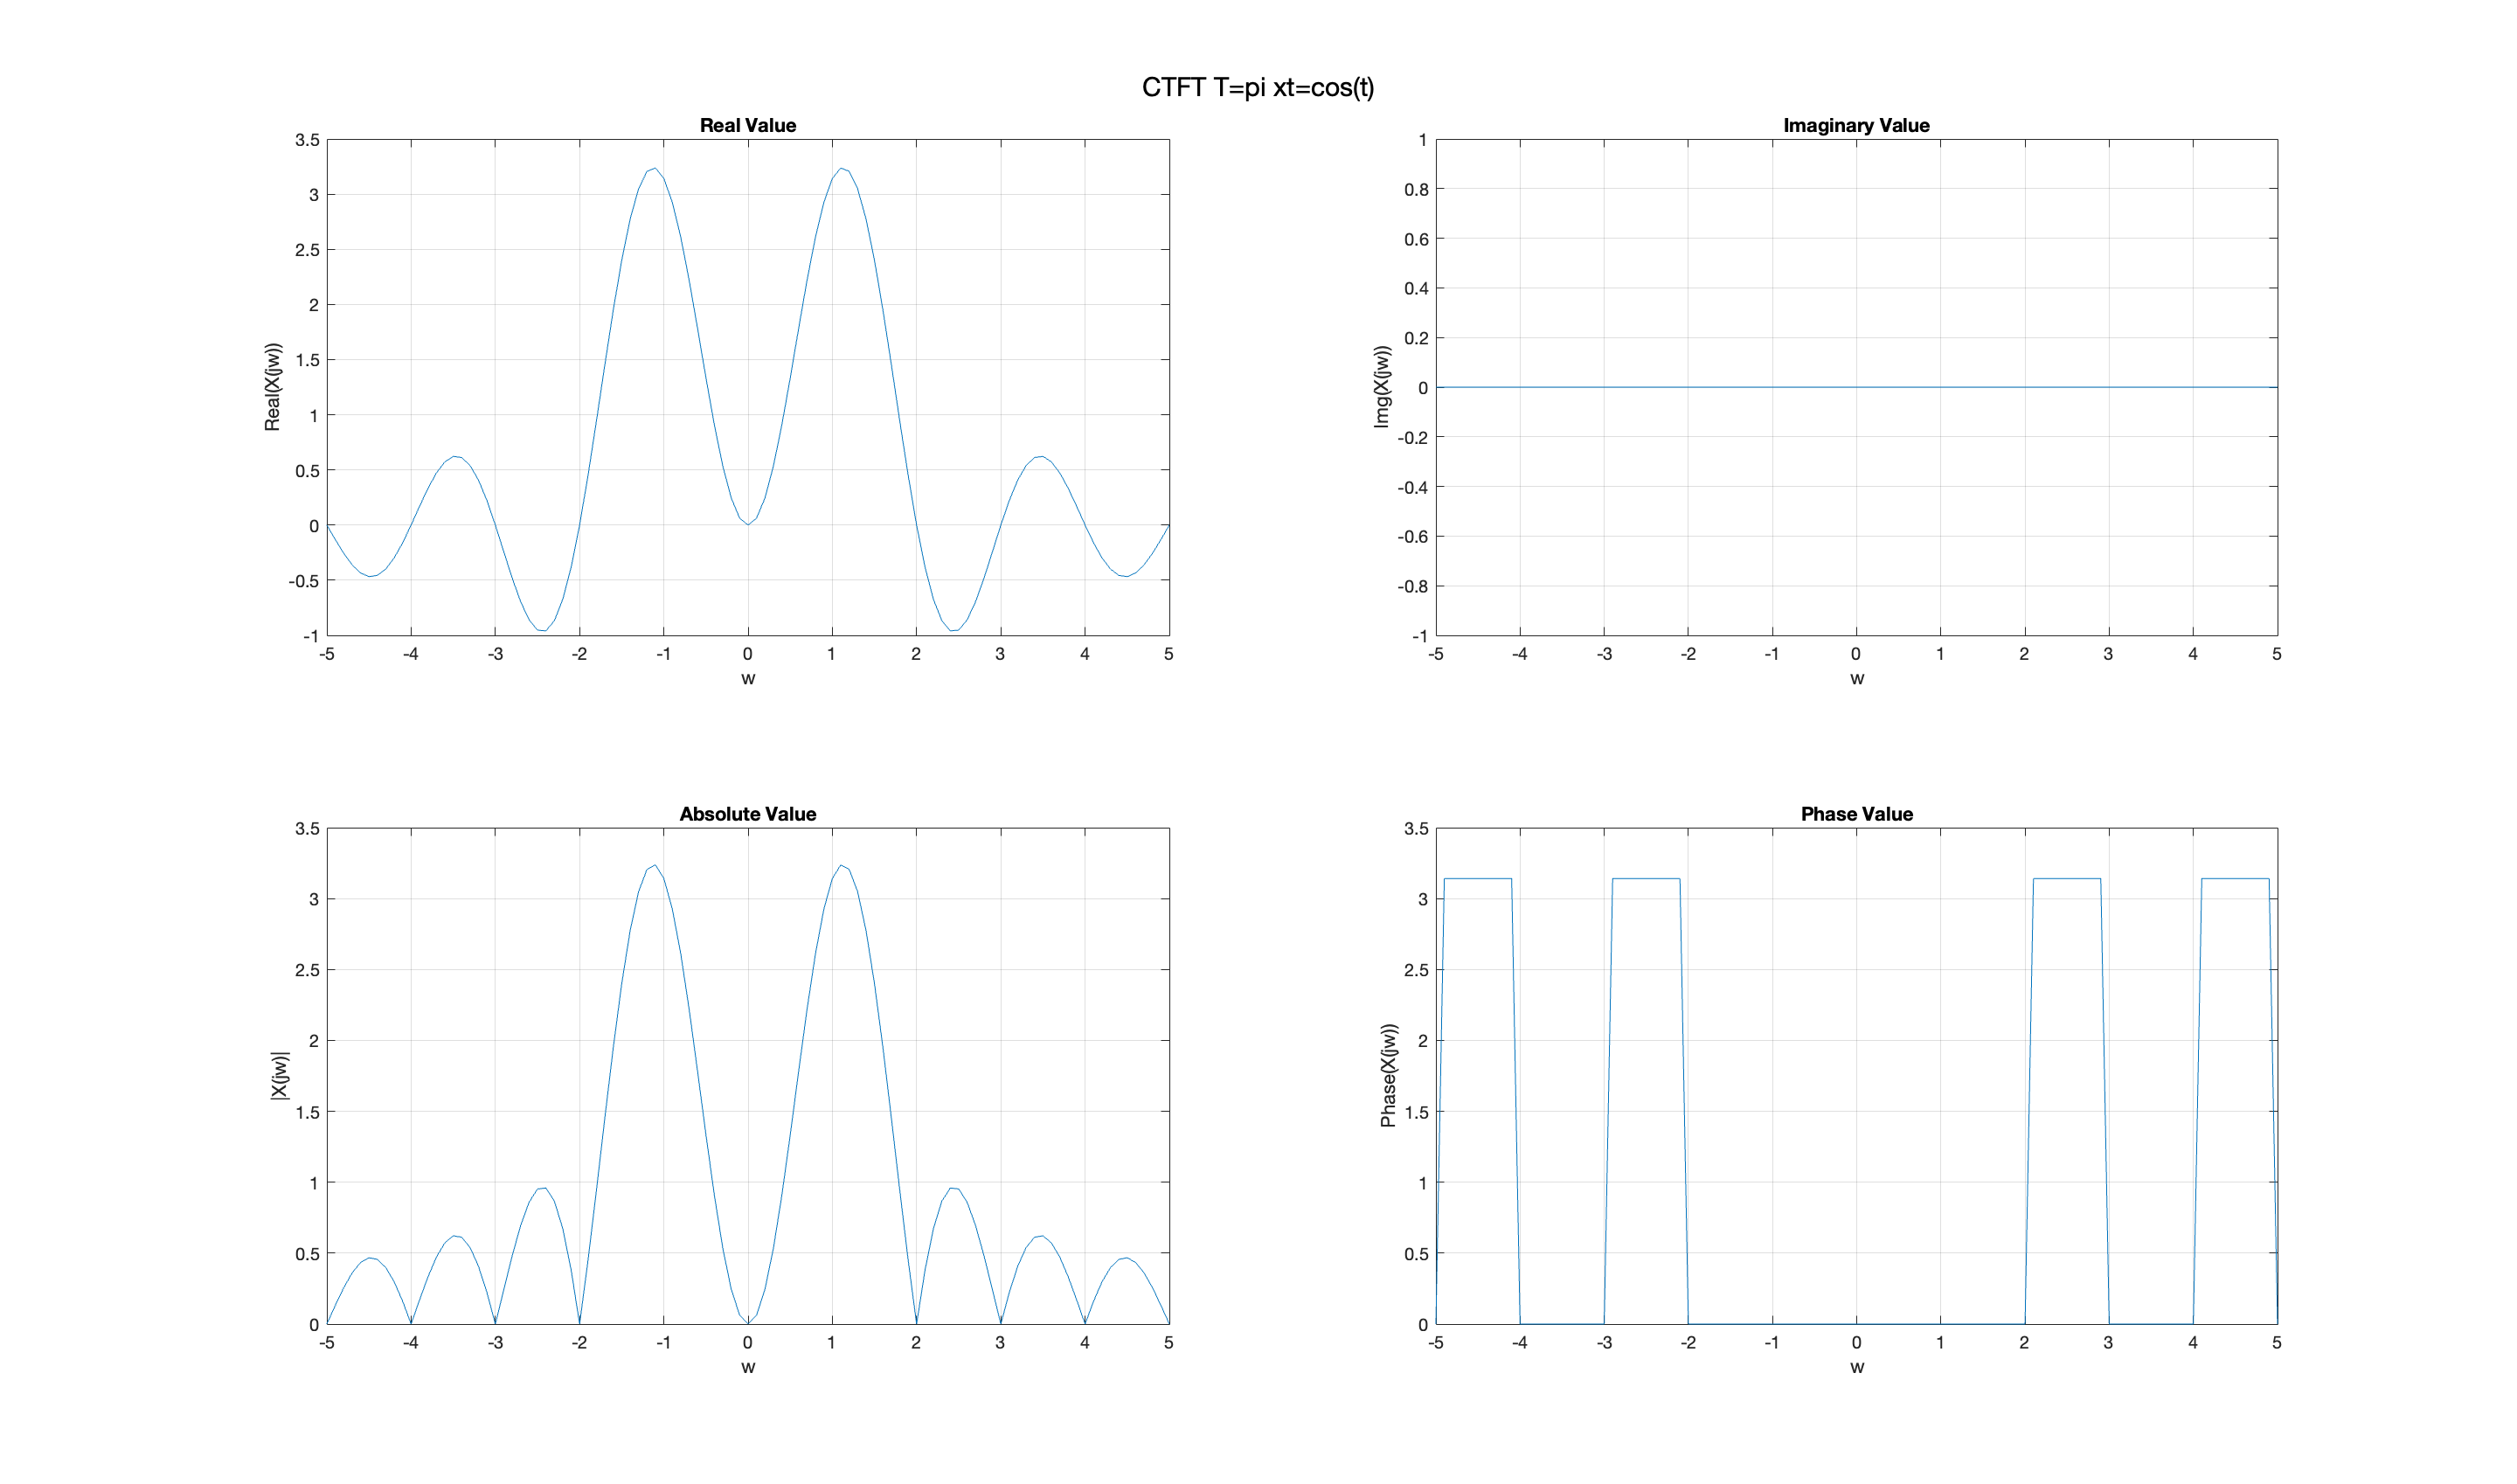 CTFT T=pi xt=cos(t)
Real Value
3.5
3
2.5
2
1.5
1
0.5
0
-0.5
-1
Real(X(jw))
-5 -4 -3 -2 -1 0 1 2 3 4 5
w
Imaginary Value
1
0.8
0.6
0.4
0.2
0
-0.2
-0.4
-0.6
-0.8
-1
Img(X(jw))
-5 -4 -3 -2 -1 0 1 2 3 4 5
w
Absolute Value
3.5
3
2.5
2
1.5
1
0.5
0
|X(jw)|
-5 -4 -3 -2 -1 0 1 2 3 4 5
w
Phase Value
3.5
3
2.5
2
1.5
1
0.5
0
Phase(X(jw))
-5 -4 -3 -2 -1 0 1 2 3 4 5
w